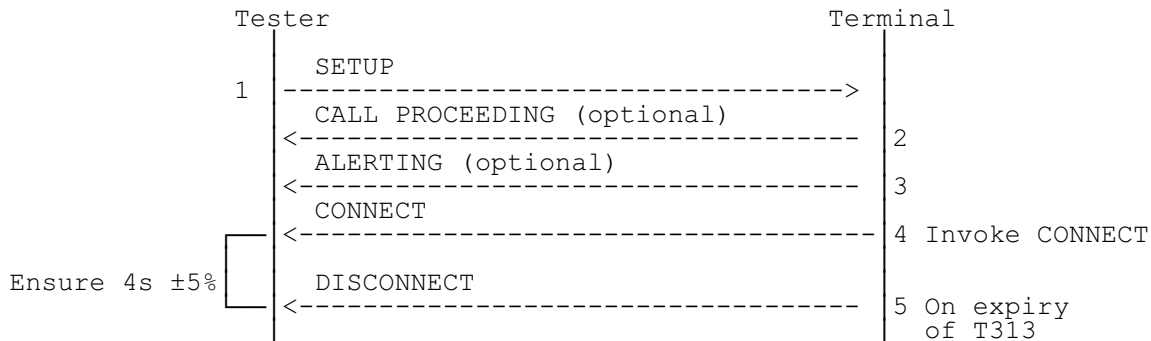 Tester Terminal
SETUP
1
CALL PROCEEDING (optional)
2
ALERTING (optional)
3
CONNECT
4 Invoke CONNECT
Ensure 4s ±5%
DISCONNECT
5 On expiry
of T313